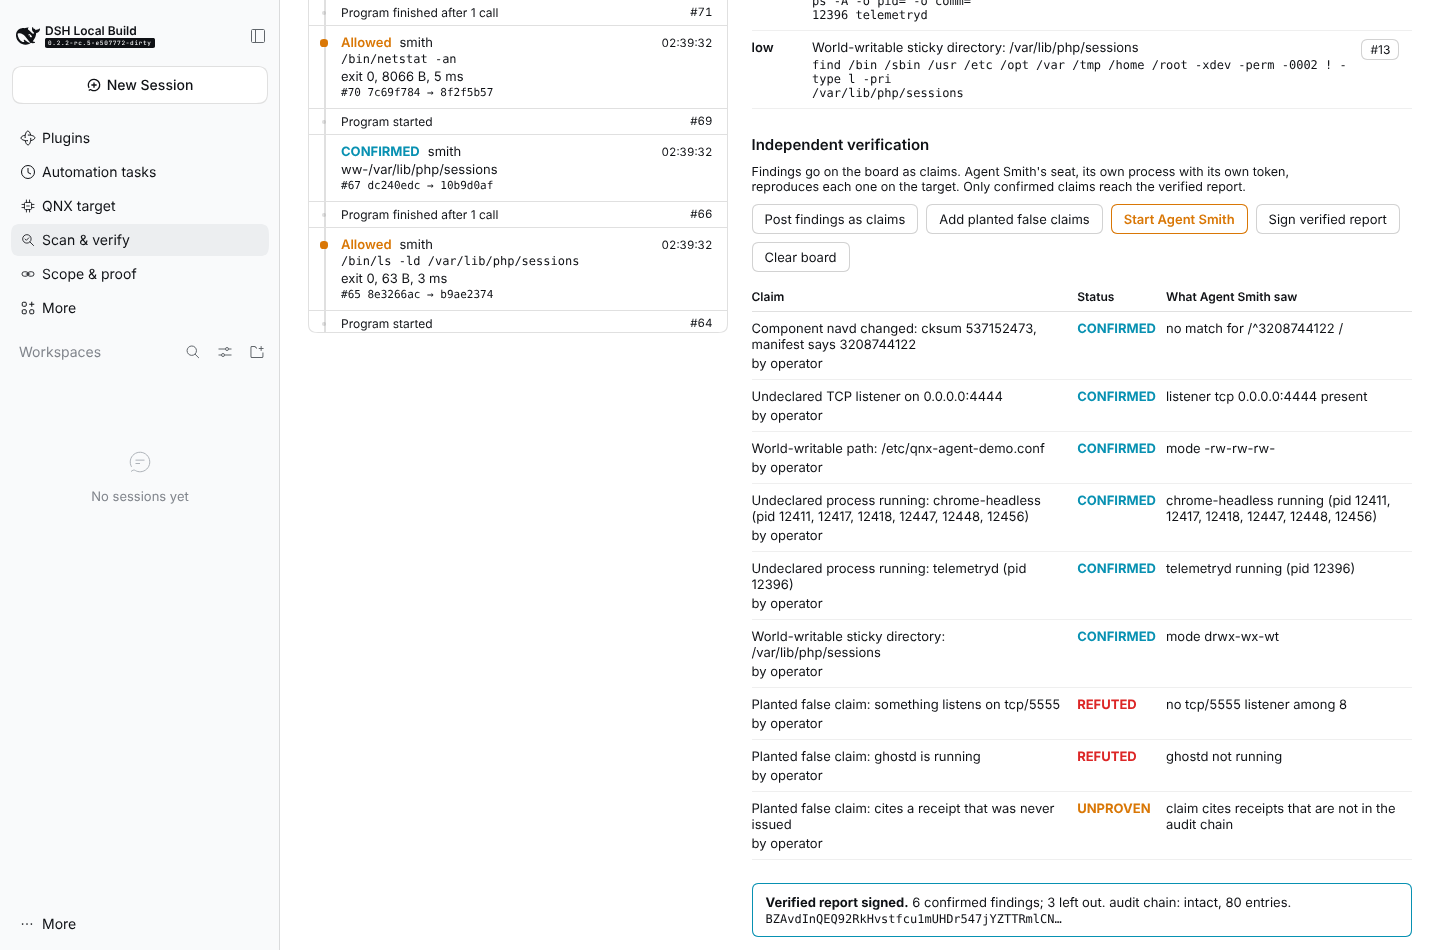 DSH Local Build
0.2.2-rc.5-e507772-dirty
New Session
Plugins
Automation tasks
QNX target
Scan & verify
Scope & proof
More
Workspaces
No sessions yet
More
Program finished after 1 call #71
Allowed smith 02:39:32
/bin/netstat -an
exit 0, 8066 B, 5 ms
#70 7c69f784 → 8f2f5b57
Program started #69
CONFIRMED smith 02:39:32
ww-/var/lib/php/sessions
#67 dc240edc → 10b9d0af
Program finished after 1 call #66
Allowed smith 02:39:32
/bin/ls -ld /var/lib/php/sessions
exit 0, 63 B, 3 ms
#65 8e3266ac → b9ae2374
Program started #64
ps -A -o pid= -o comm=
12396 telemetryd
low World-writable sticky directory: /var/lib/php/sessions #13
find /bin /sbin /usr /etc /opt /var /tmp /home /root -xdev -perm -0002 ! -
type l -pri
/var/lib/php/sessions
Independent verification
Findings go on the board as claims. Agent Smith's seat, its own process with its own token,
reproduces each one on the target. Only confirmed claims reach the verified report.
Post findings as claims Add planted false claims Start Agent Smith Sign verified report
Clear board
Claim Status What Agent Smith saw
Component navd changed: cksum 537152473, CONFIRMED no match for /^3208744122 /
manifest says 3208744122
by operator
Undeclared TCP listener on 0.0.0.0:4444 CONFIRMED listener tcp 0.0.0.0:4444 present
by operator
World-writable path: /etc/qnx-agent-demo.conf CONFIRMED mode -rw-rw-rw-
by operator
Undeclared process running: chrome-headless CONFIRMED chrome-headless running (pid 12411,
(pid 12411, 12417, 12418, 12447, 12448, 12456) 12417, 12418, 12447, 12448, 12456)
by operator
Undeclared process running: telemetryd (pid CONFIRMED telemetryd running (pid 12396)
12396)
by operator
World-writable sticky directory: CONFIRMED mode drwx-wx-wt
/var/lib/php/sessions
by operator
Planted false claim: something listens on tcp/5555 REFUTED no tcp/5555 listener among 8
by operator
Planted false claim: ghostd is running REFUTED ghostd not running
by operator
Planted false claim: cites a receipt that was never UNPROVEN claim cites receipts that are not in the
issued audit chain
by operator
Verified report signed. 6 confirmed findings; 3 left out. audit chain: intact, 80 entries.
BZAvdInQEQ92RkHvstfcu1mUHDr547jYZTTRmlCN…